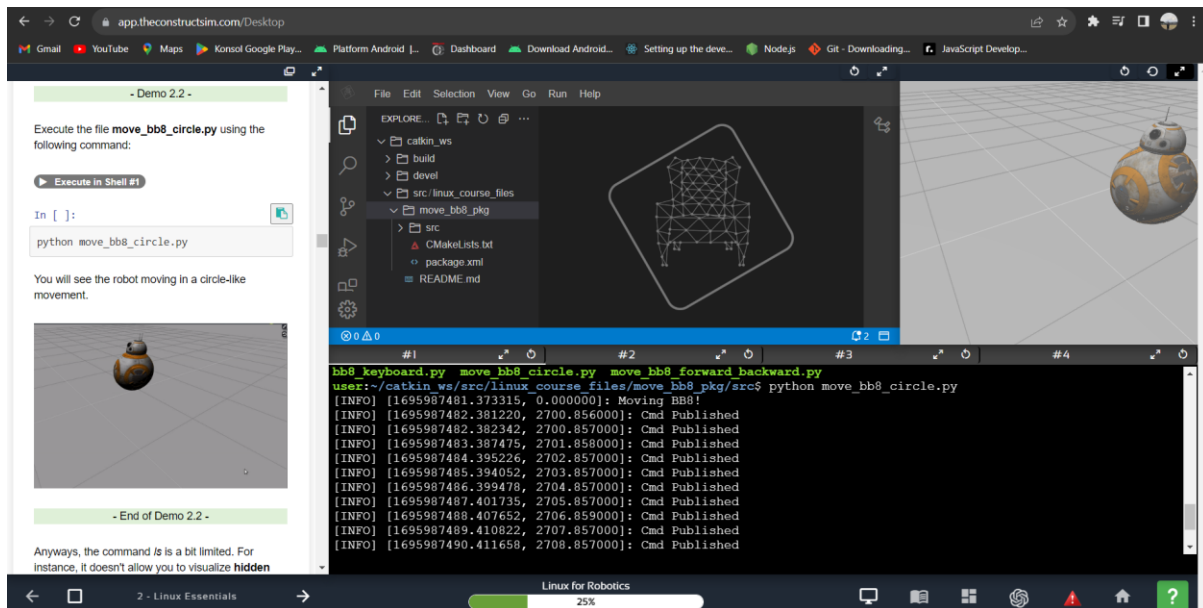 app.theconstructsim.com/Desktop
Gmail YouTube Maps Konsol Google Play... Platform Android |... Dashboard Download Android... Setting up the deve... Node.js Git - Downloading... JavaScript Develop...
- Demo 2.2 -
Execute the file move_bb8_circle.py using the
following command:
Execute in Shell #1
In [ ]:
python move_bb8_circle.py
You will see the robot moving in a circle-like
movement.
- End of Demo 2.2 -
Anyways, the command ls is a bit limited. For
instance, it doesn't allow you to visualize hidden
File Edit Selection View Go Run Help
EXPLORE...
catkin_ws
build
devel
src/linux_course_files
move_bb8_pkg
src
CMakeLists.txt
package.xml
README.md
0 0 2
#1 #2 #3 #4
bb8_keyboard.py move_bb8_circle.py move_bb8_forward_backward.py
user:~/catkin_ws/src/linux_course_files/move_bb8_pkg/src$ python move_bb8_circle.py
[INFO] [1695987481.373315, 0.000000]: Moving BB8!
[INFO] [1695987482.381220, 2700.856000]: Cmd Published
[INFO] [1695987482.382342, 2700.857000]: Cmd Published
[INFO] [1695987483.387475, 2701.858000]: Cmd Published
[INFO] [1695987484.395226, 2702.857000]: Cmd Published
[INFO] [1695987485.394052, 2703.857000]: Cmd Published
[INFO] [1695987486.399478, 2704.857000]: Cmd Published
[INFO] [1695987487.401735, 2705.857000]: Cmd Published
[INFO] [1695987488.407652, 2706.859000]: Cmd Published
[INFO] [1695987489.410822, 2707.857000]: Cmd Published
[INFO] [1695987490.411658, 2708.857000]: Cmd Published
2 - Linux Essentials
Linux for Robotics
25%
?